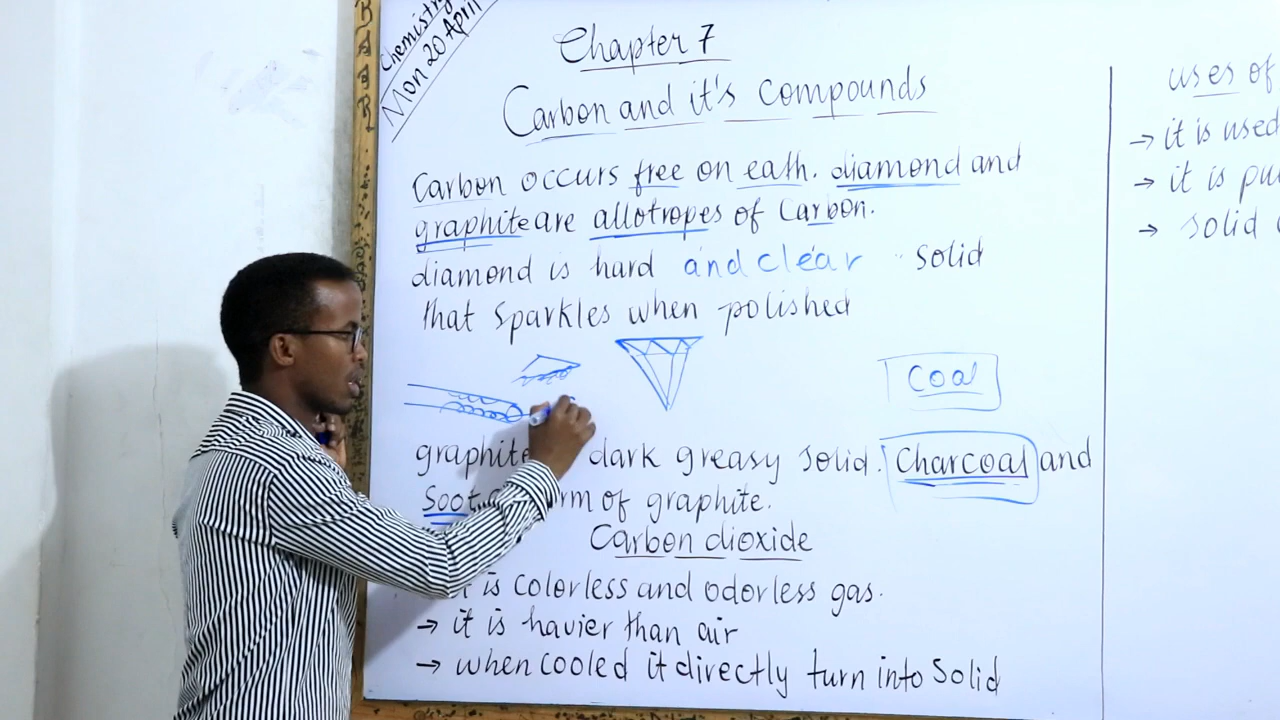 Chemistry
Mon 20 April
Chapter 7
Carbon and it's compounds
Carbon occurs free on eath. diamond and
graphite are allotropes of Carbon.
diamond is hard and clear solid
that sparkles when polished
Coal
graphite dark greasy solid. Charcoal and
Soot rm of graphite.
Carbon dioxide
it is colorless and odorless gas.
→ it is havier than air
→ when cooled it directly turn into Solid
uses of
→ it is used
→ it is pu
→ solid